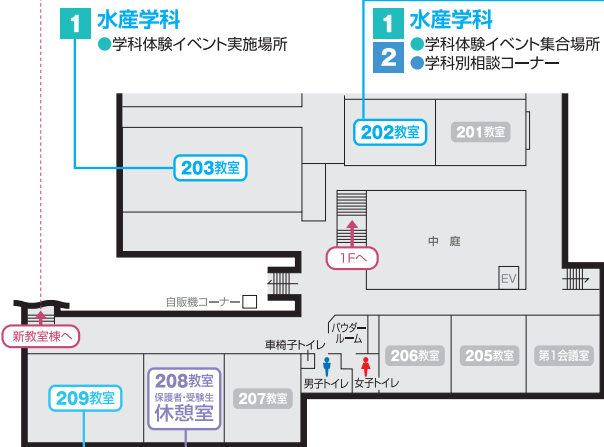 1 水産学科
●学科体験イベント実施場所
1 水産学科
●学科体験イベント集合場所
2 ●学科別相談コーナー
202教室
201教室
203教室
中庭
1Fへ
EV
自販機コーナー
新教室棟へ
パウダー
ルーム
車椅子トイレ
男子トイレ
女子トイレ
206教室
205教室
第1会議室
209教室
208教室
保護者・受験生
休憩室
207教室